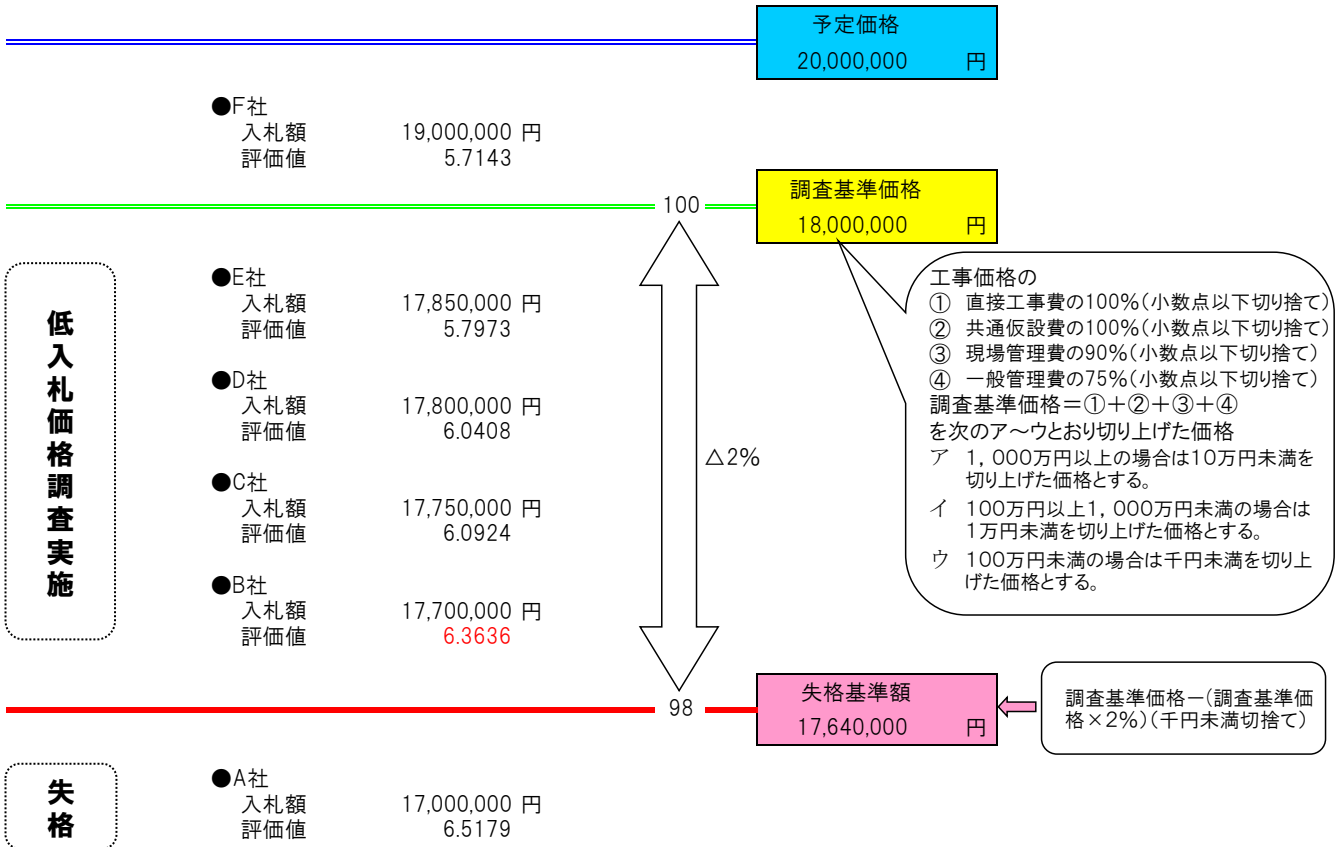 予定価格
20,000,000 円
●F社
入札額 19,000,000 円
評価値 5.7143
調査基準価格
18,000,000 円
100
●E社
入札額 17,850,000 円
評価値 5.7973
●D社
入札額 17,800,000 円
評価値 6.0408
●C社
入札額 17,750,000 円
評価値 6.0924
●B社
入札額 17,700,000 円
評価値 6.3636
低入札価格調査実施
△2%
工事価格の
① 直接工事費の100%(小数点以下切り捨て)
② 共通仮設費の100%(小数点以下切り捨て)
③ 現場管理費の90%(小数点以下切り捨て)
④ 一般管理費の75%(小数点以下切り捨て)
調査基準価格=①+②+③+④
を次のア~ウとおり切り上げた価格
ア 1,000万円以上の場合は10万円未満を
切り上げた価格とする。
イ 100万円以上1,000万円未満の場合は
1万円未満を切り上げた価格とする。
ウ 100万円未満の場合は千円未満を切り上
げた価格とする。
98
失格基準額
17,640,000 円
調査基準価格-(調査基準価
格×2%)(千円未満切捨て)
失格
●A社
入札額 17,000,000 円
評価値 6.5179